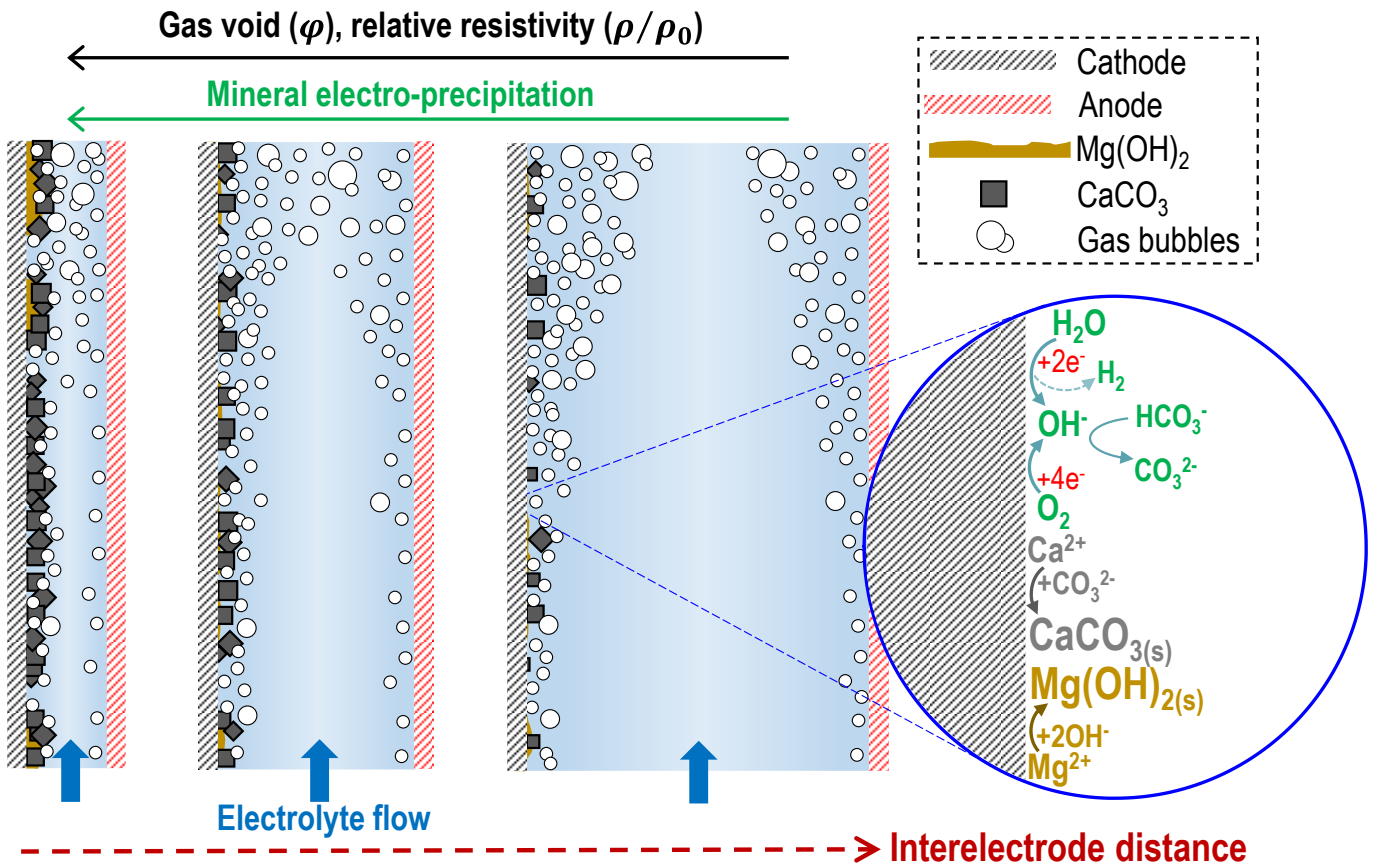 Gas void (φ), relative resistivity (ρ/ρ₀)
Mineral electro-precipitation
Cathode
Anode
Mg(OH)₂
CaCO₃
Gas bubbles
H₂O
+2e⁻
H₂
OH⁻
HCO₃⁻
+4e⁻
CO₃²⁻
O₂
Ca²⁺
+CO₃²⁻
CaCO₃₍ₛ₎
Mg(OH)₂₍ₛ₎
+2OH⁻
Mg²⁺
Electrolyte flow
Interelectrode distance